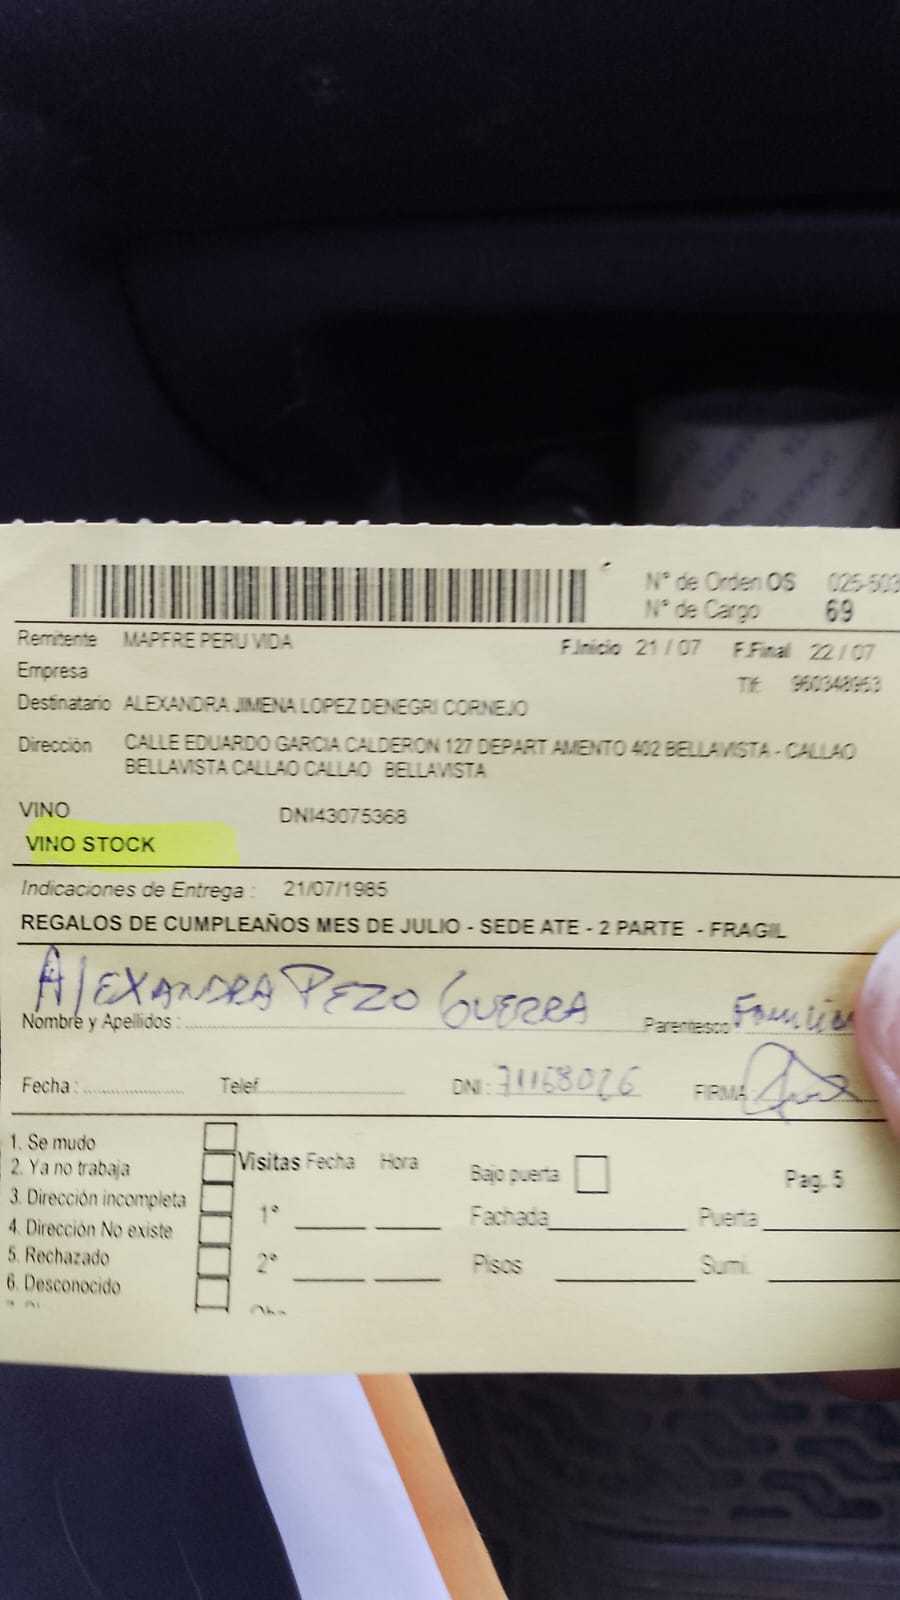 N° de Orden OS 025-503
N° de Cargo 69
Remitente MAPFRE PERU VIDA F.Inicio 21 / 07 F.Final 22 / 07
Empresa Tlf: 960348953
Destinatario ALEXANDRA JIMENA LOPEZ DENEGRI CORNEJO
Dirección CALLE EDUARDO GARCIA CALDERON 127 DEPART AMENTO 402 BELLAVISTA - CALLAO
BELLAVISTA CALLAO CALLAO BELLAVISTA
VINO DNI43075368
VINO STOCK
Indicaciones de Entrega : 21/07/1985
REGALOS DE CUMPLEAÑOS MES DE JULIO - SEDE ATE - 2 PARTE - FRAGIL
ALEXANDRA PEZO GUERRA
Nombre y Apellidos : Parentesco
Fecha : Telef. DNI : 71168026 FIRMA
1. Se mudo
2. Ya no trabaja Visitas Fecha Hora Bajo puerta Pag. 5
3. Dirección incompleta
4. Dirección No existe 1° Fachada Puerta
5. Rechazado 2° Pisos Sumi.
6. Desconocido